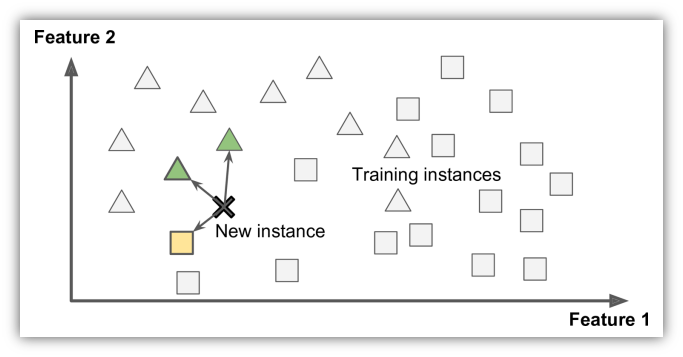 Feature 2
Training instances
New instance
Feature 1